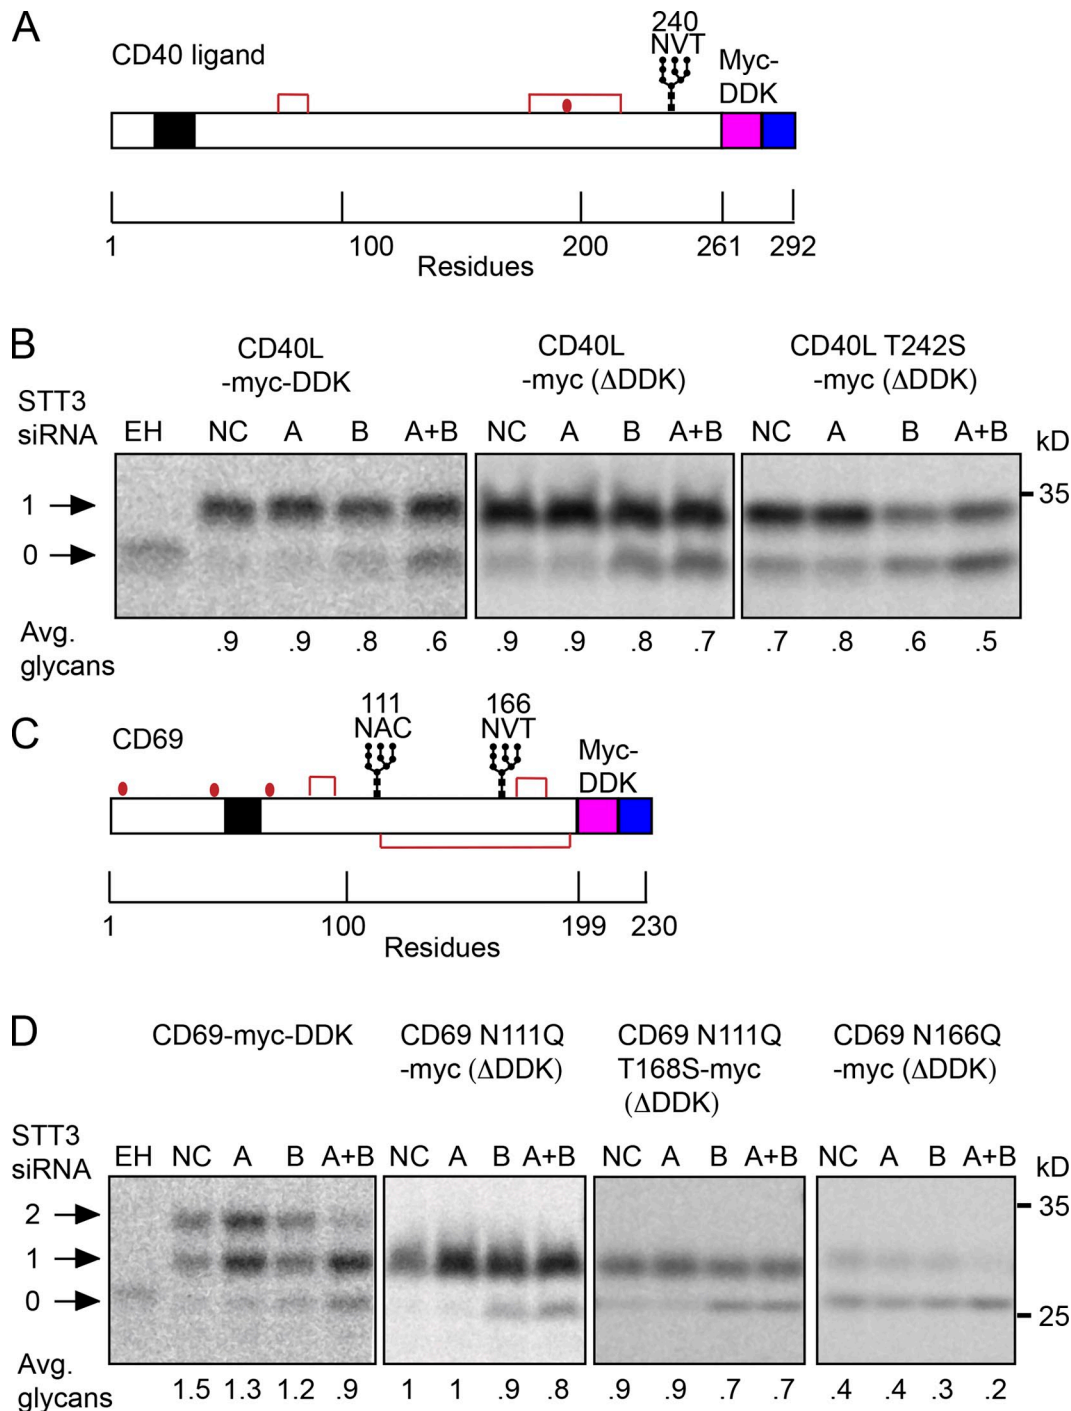 A
CD40 ligand
240
NVT
Myc-
DDK
1 100 200 261 292
Residues
B
CD40L
-myc-DDK
CD40L
-myc (ΔDDK)
CD40L T242S
-myc (ΔDDK)
STT3
siRNA
EH NC A B A+B NC A B A+B NC A B A+B
kD
1
0
35
Avg.
glycans
.9 .9 .8 .6 .9 .9 .8 .7 .7 .8 .6 .5
C
CD69
111
NAC
166
NVT
Myc-
DDK
1 100 199 230
Residues
D
CD69-myc-DDK
CD69 N111Q
-myc (ΔDDK)
CD69 N111Q
T168S-myc
(ΔDDK)
CD69 N166Q
-myc (ΔDDK)
STT3
siRNA
EH NC A B A+B NC A B A+B NC A B A+B NC A B A+B
kD
2
1
0
35
25
Avg.
glycans
1.5 1.3 1.2 .9 1 1 .9 .8 .9 .9 .7 .7 .4 .4 .3 .2